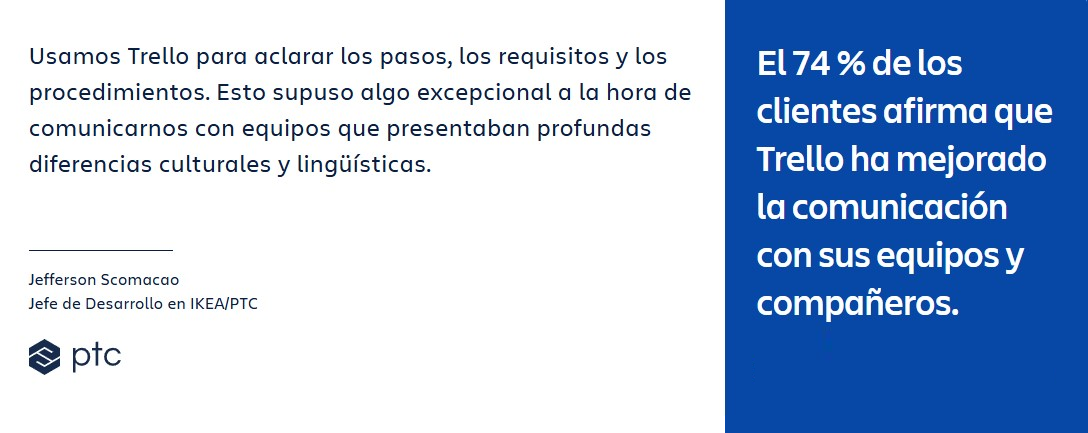 Usamos Trello para aclarar los pasos, los requisitos y los
procedimientos. Esto supuso algo excepcional a la hora de
comunicarnos con equipos que presentaban profundas
diferencias culturales y lingüísticas.
Jefferson Scomacao
Jefe de Desarrollo en IKEA/PTC
ptc
El 74 % de los
clientes afirma que
Trello ha mejorado
la comunicación
con sus equipos y
compañeros.